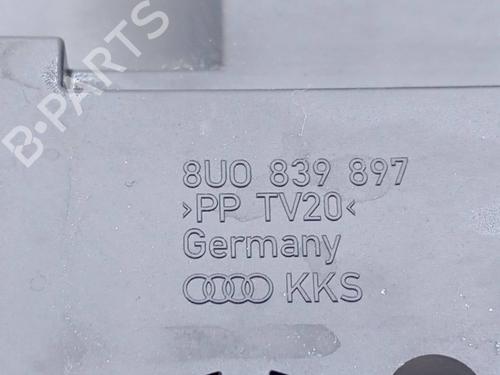 B-PARTS
8U0 839 897
>PP TV20<
Germany
KKS